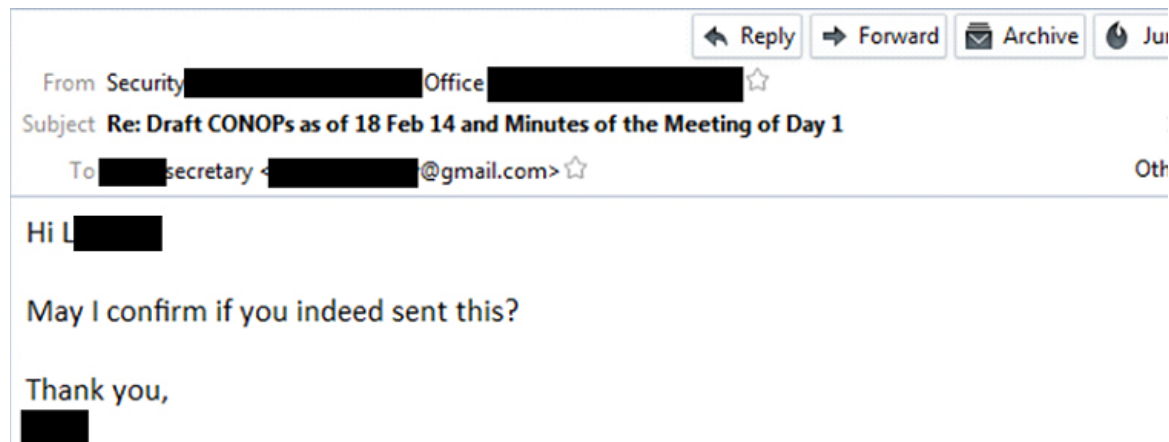 Reply Forward Archive
From Security Office
Subject Re: Draft CONOPs as of 18 Feb 14 and Minutes of the Meeting of Day 1
To secretary < @gmail.com>
Hi L
May I confirm if you indeed sent this?
Thank you,